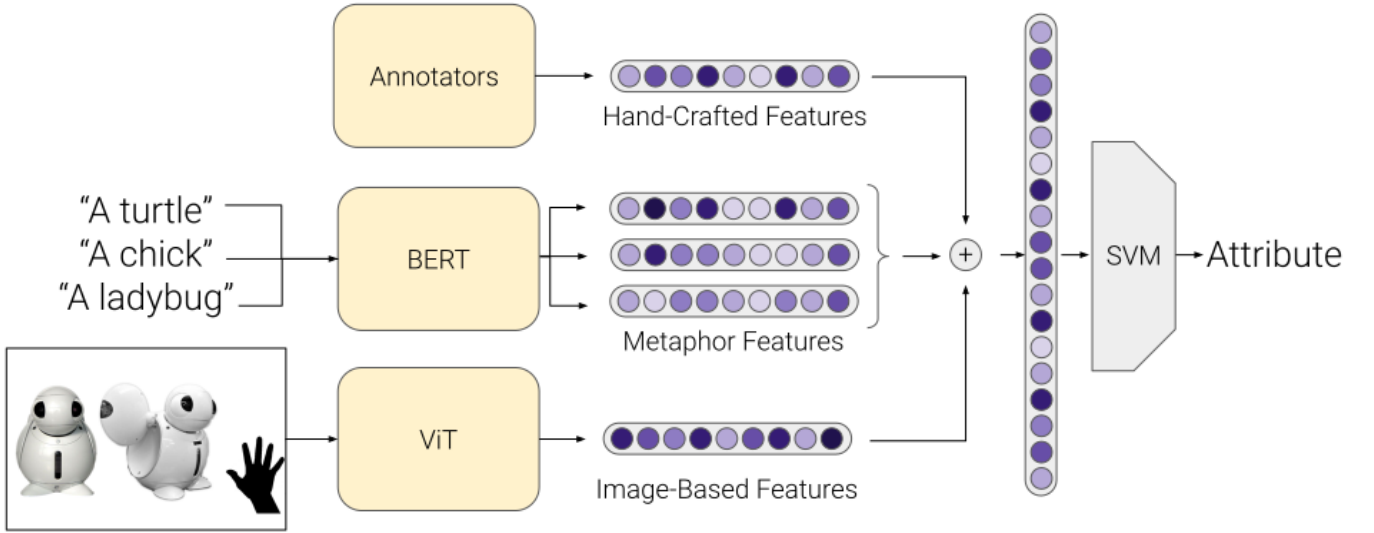 Annotators
Hand-Crafted Features
“A turtle”
“A chick”
“A ladybug”
BERT
Metaphor Features
ViT
Image-Based Features
+
SVM
Attribute